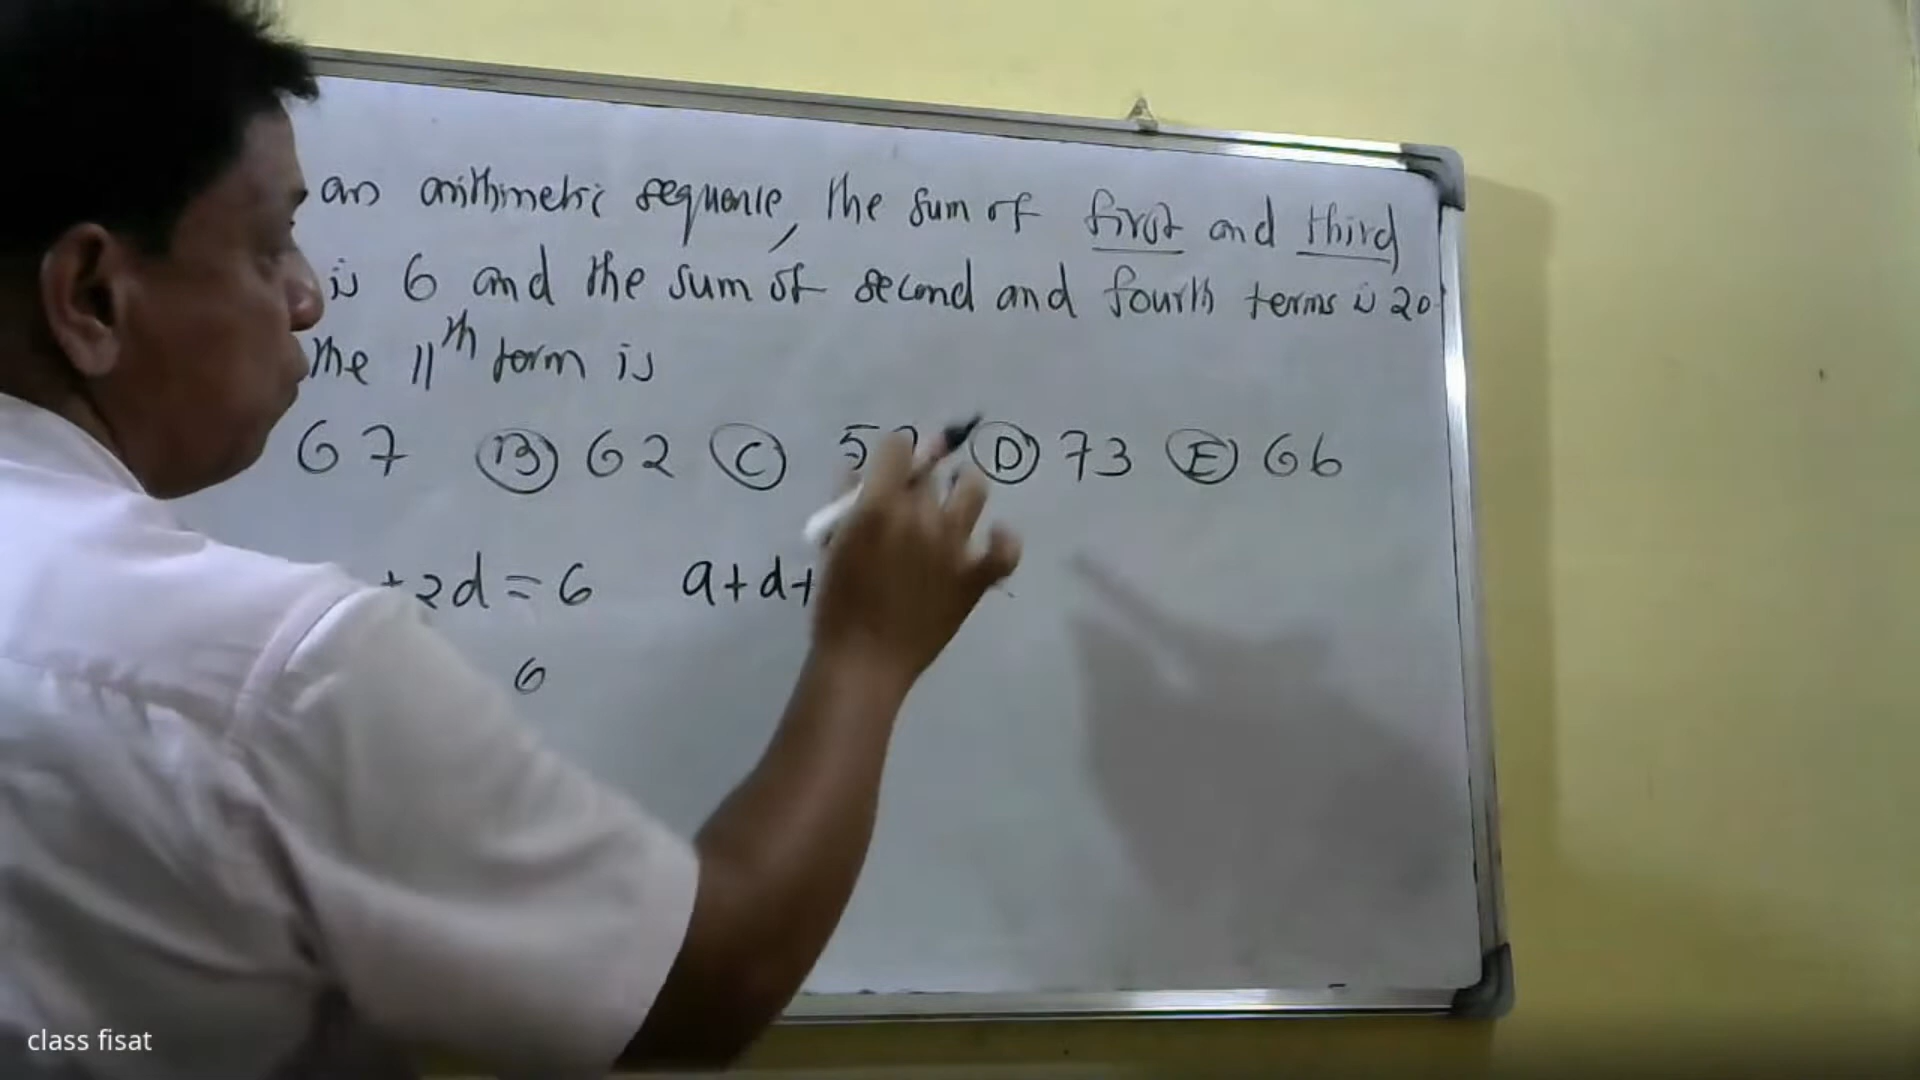 an arithimetric sequence, the sum of first and third
is 6 and the sum of second and fourth terms is 20
the 11th term is
67 (B) 62 (C) (D) 73 (E) 66
+2d = 6 a+d+
6
class fisat